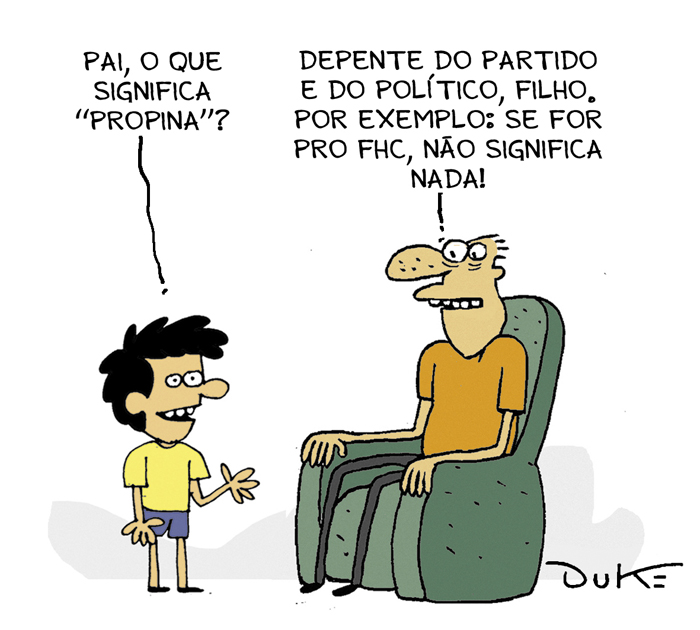 PAI, O QUE
SIGNIFICA
“PROPINA”?
DEPENTE DO PARTIDO
E DO POLÍTICO, FILHO.
POR EXEMPLO: SE FOR
PRO FHC, NÃO SIGNIFICA
NADA!
DUKE